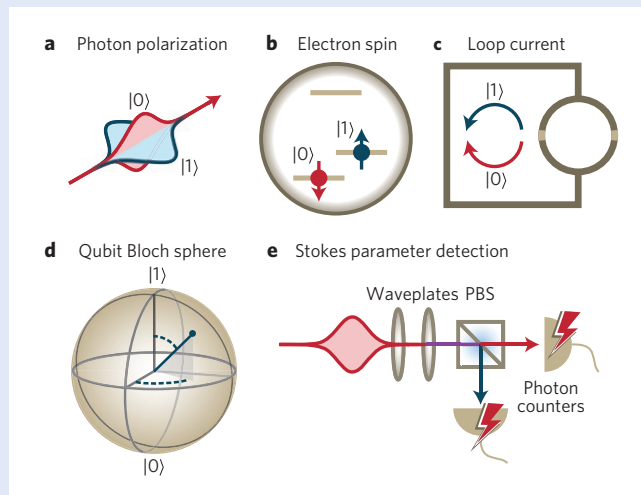 a Photon polarization
|0⟩
|1⟩
b Electron spin
|1⟩
|0⟩
c Loop current
|1⟩
|0⟩
d Qubit Bloch sphere
|1⟩
|0⟩
e Stokes parameter detection
Waveplates PBS
Photon
counters